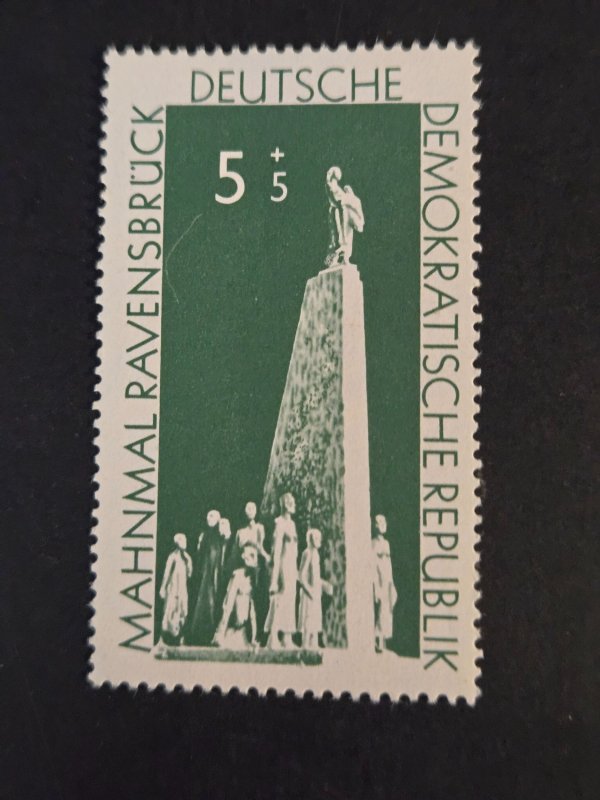 DEUTSCHE
DEMOKRATISCHE REPUBLIK
MAHNMAL RAVENSBRÜCK
5 + 5